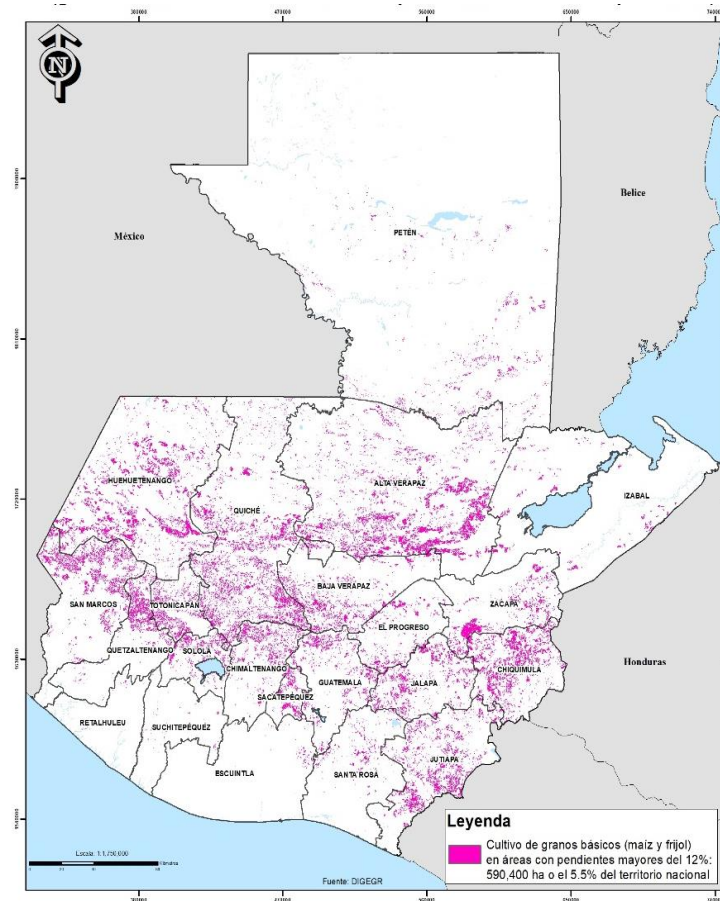 N
Belice
México
PETÉN
HUEHUETENANGO
ALTA VERAPAZ
QUICHÉ
IZABAL
BAJA VERAPAZ
SAN MARCOS
TOTONICAPÁN
ZACAPA
EL PROGRESO
QUETZALTENANGO
SOLOLA
CHIMALTENANGO
Honduras
CHIQUIMULA
GUATEMALA
JALAPA
SACATEPÉQUEZ
RETALHULEU
SUCHITEPÉQUEZ
JUTIAPA
ESCUINTLA
SANTA ROSA
Leyenda
Cultivo de granos básicos (maíz y frijol)
en áreas con pendientes mayores del 12%:
590,400 ha o el 5.5% del territorio nacional
Fuente: DIGEGR